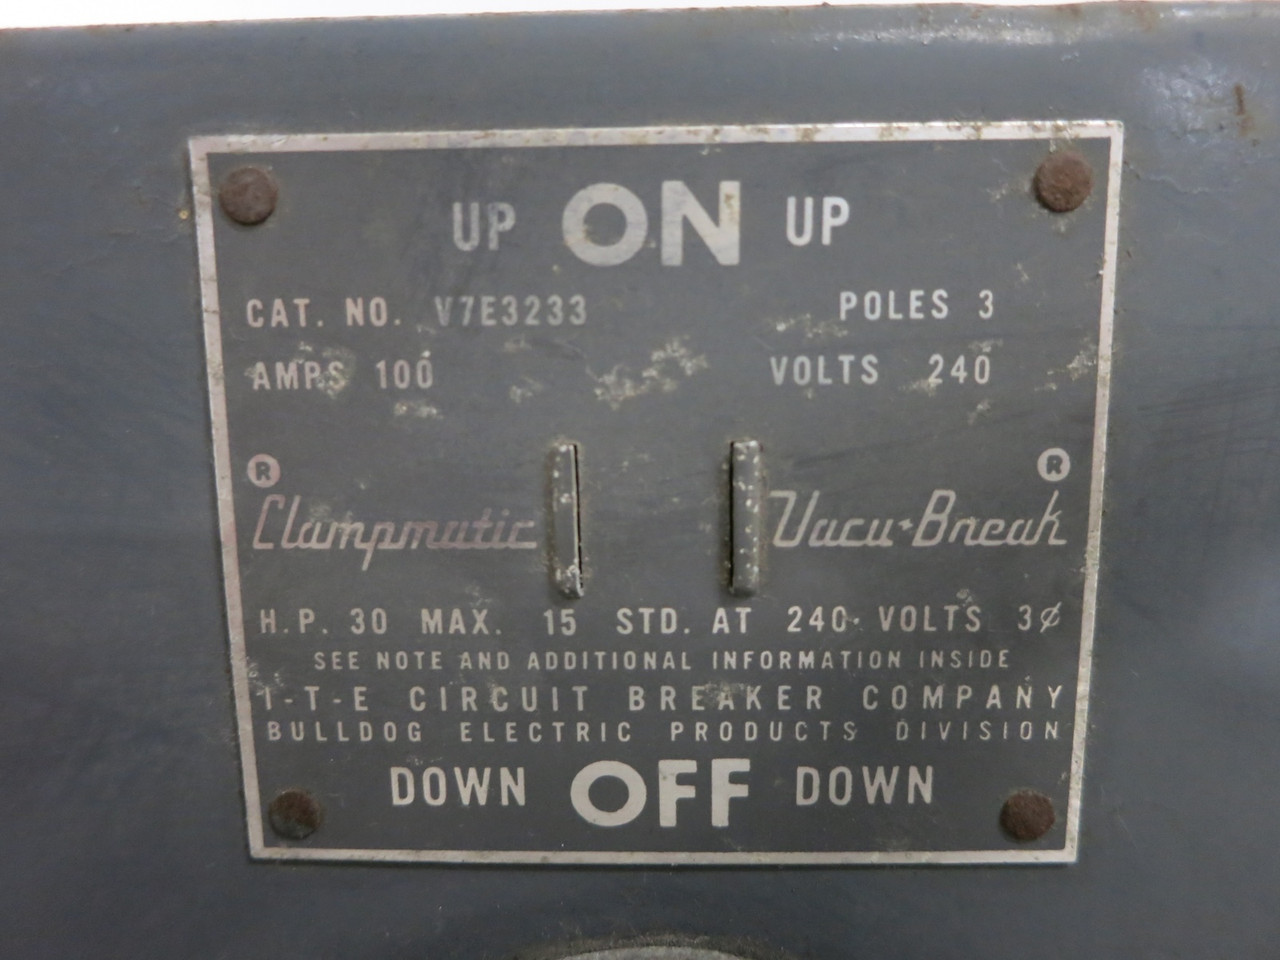 UP ON UP
CAT. NO. V7E3233 POLES 3
AMPS 100 VOLTS 240
® ®
Clampmatic Vacu-Break
H.P. 30 MAX. 15 STD. AT 240 VOLTS 3ø
SEE NOTE AND ADDITIONAL INFORMATION INSIDE
I-T-E CIRCUIT BREAKER COMPANY
BULLDOG ELECTRIC PRODUCTS DIVISION
DOWN OFF DOWN